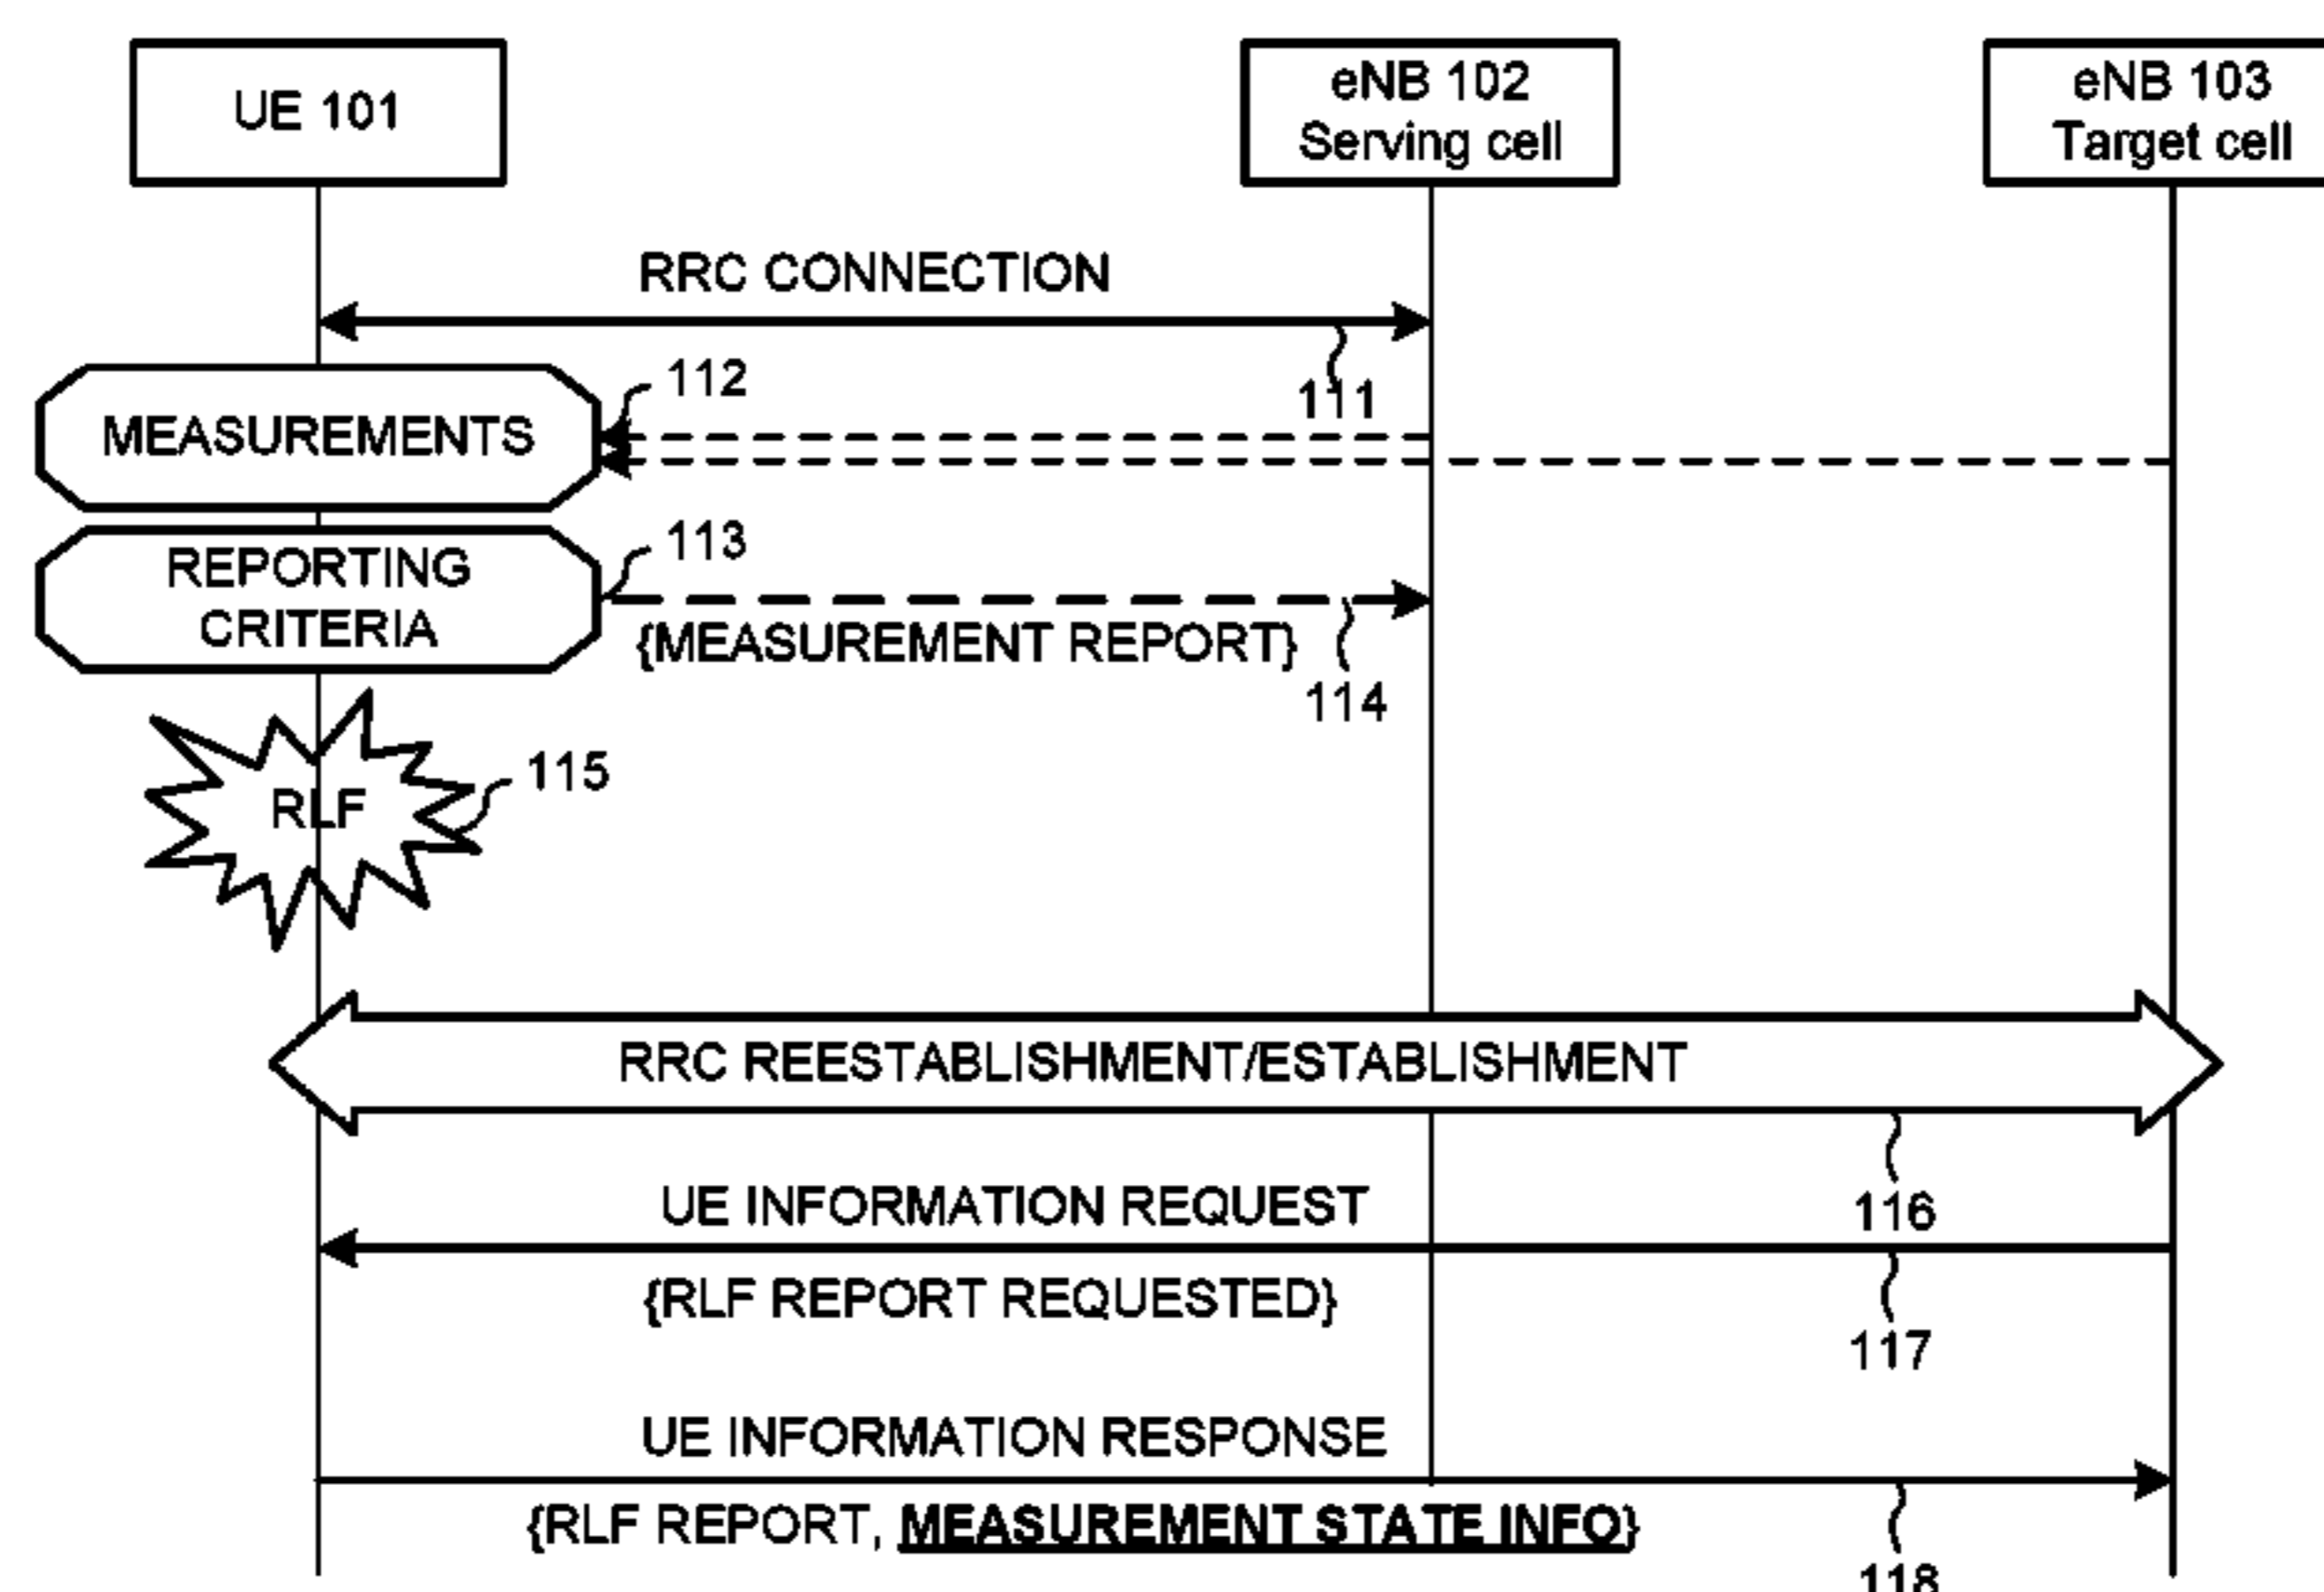 UE 101
eNB 102
Serving cell
eNB 103
Target cell
RRC CONNECTION
111
112
MEASUREMENTS
113
REPORTING
CRITERIA
{MEASUREMENT REPORT}
114
115
RLF
RRC REESTABLISHMENT/ESTABLISHMENT
116
UE INFORMATION REQUEST
{RLF REPORT REQUESTED}
117
UE INFORMATION RESPONSE
{RLF REPORT, MEASUREMENT STATE INFO}
118